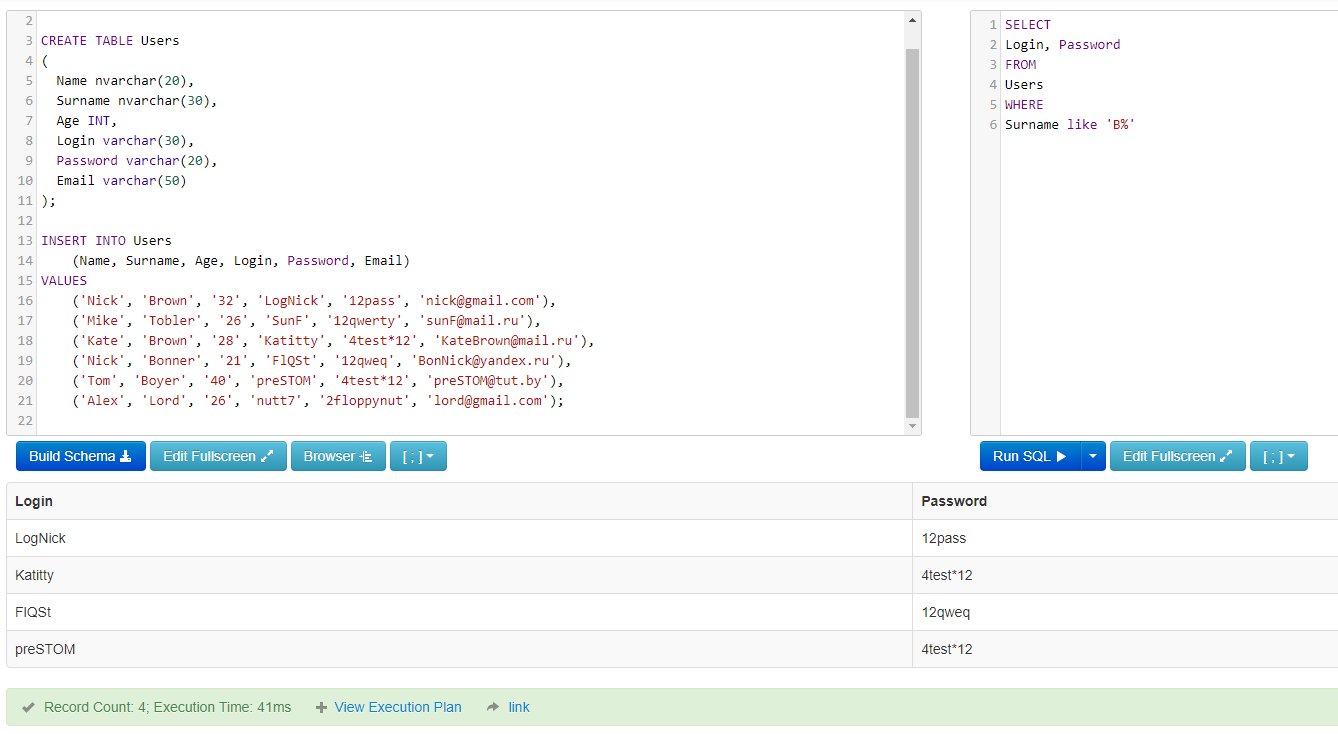 2
3 CREATE TABLE Users
4 (
5 Name nvarchar(20),
6 Surname nvarchar(30),
7 Age INT,
8 Login varchar(30),
9 Password varchar(20),
10 Email varchar(50)
11 );
12
13 INSERT INTO Users
14 (Name, Surname, Age, Login, Password, Email)
15 VALUES
16 ('Nick', 'Brown', '32', 'LogNick', '12pass', 'nick@gmail.com'),
17 ('Mike', 'Tobler', '26', 'SunF', '12qwerty', 'sunF@mail.ru'),
18 ('Kate', 'Brown', '28', 'Katitty', '4test*12', 'KateBrown@mail.ru'),
19 ('Nick', 'Bonner', '21', 'FlQSt', '12qweq', 'BonNick@yandex.ru'),
20 ('Tom', 'Boyer', '40', 'preSTOM', '4test*12', 'preSTOM@tut.by'),
21 ('Alex', 'Lord', '26', 'nutt7', '2floppynut', 'lord@gmail.com');
22
1 SELECT
2 Login, Password
3 FROM
4 Users
5 WHERE
6 Surname like 'B%'
Build Schema Edit Fullscreen Browser [ ; ]
Run SQL Edit Fullscreen [ ; ]
Login Password
LogNick 12pass
Katitty 4test*12
FlQSt 12qweq
preSTOM 4test*12
Record Count: 4; Execution Time: 41ms View Execution Plan link